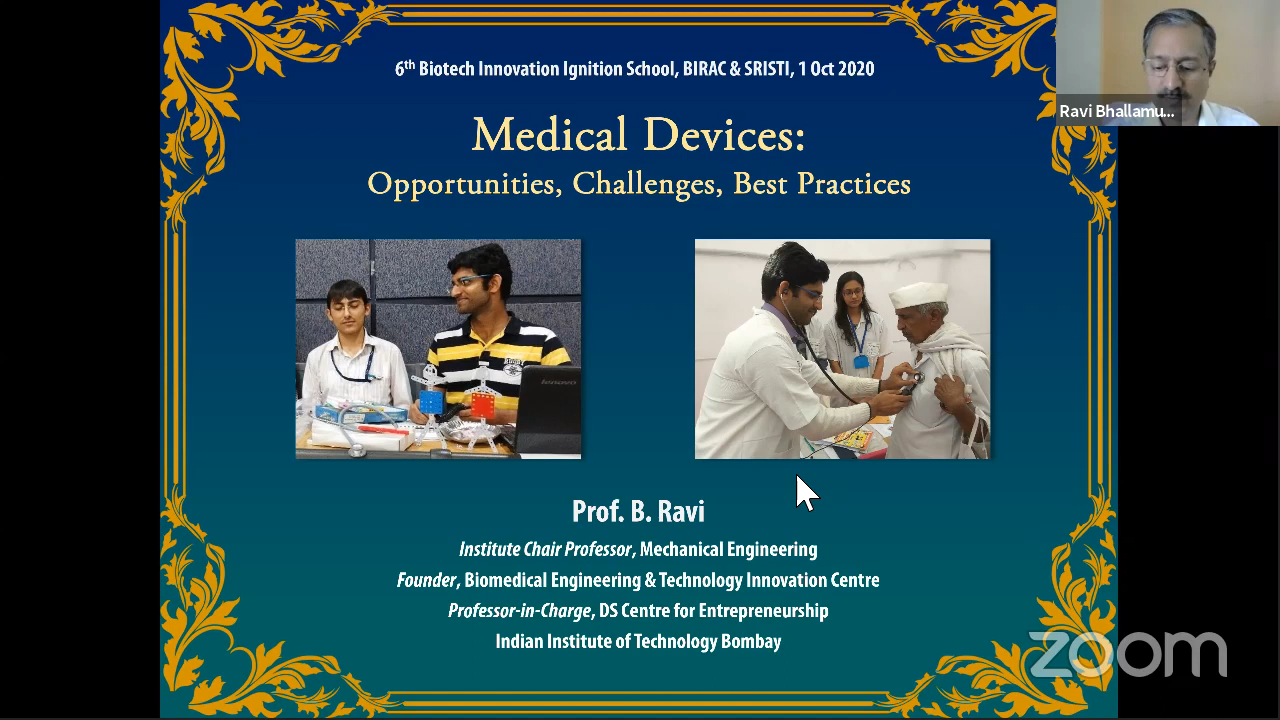 6th Biotech Innovation Ignition School, BIRAC & SRISTI, 1 Oct 2020
Ravi Bhallamu...
Medical Devices:
Opportunities, Challenges, Best Practices
Prof. B. Ravi
Institute Chair Professor, Mechanical Engineering
Founder, Biomedical Engineering & Technology Innovation Centre
Professor-in-Charge, DS Centre for Entrepreneurship
Indian Institute of Technology Bombay
zoom